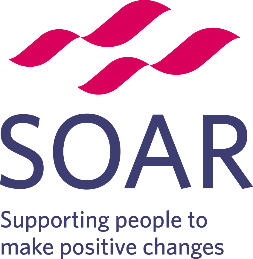 SOAR
Supporting people to
make positive changes